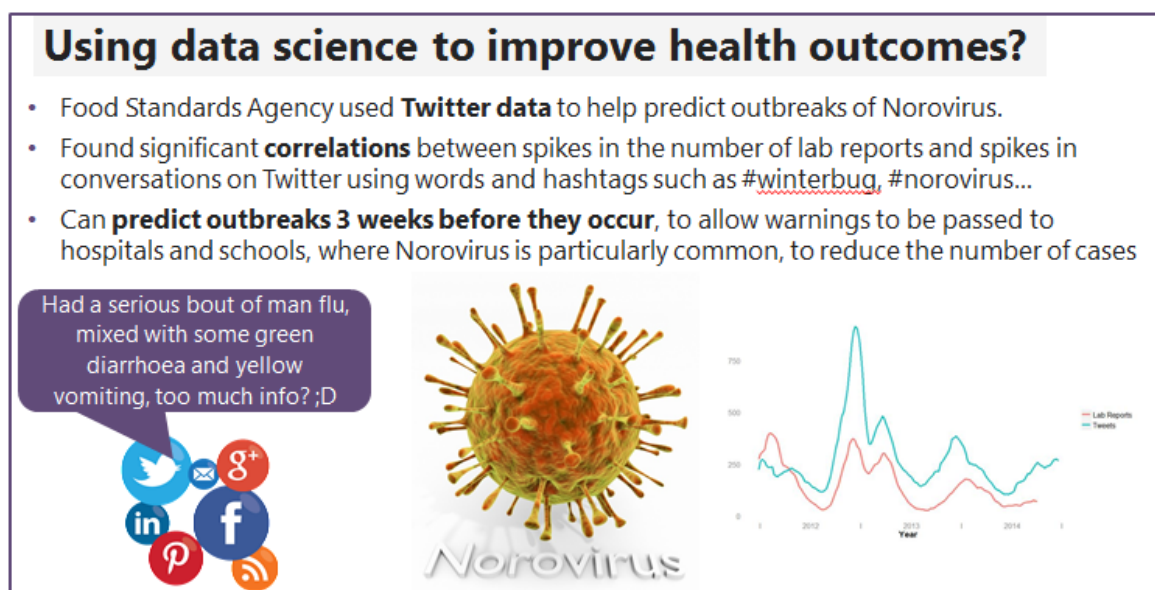 Using data science to improve health outcomes?
• Food Standards Agency used Twitter data to help predict outbreaks of Norovirus.
• Found significant correlations between spikes in the number of lab reports and spikes in
conversations on Twitter using words and hashtags such as #winterbug, #norovirus...
• Can predict outbreaks 3 weeks before they occur, to allow warnings to be passed to
hospitals and schools, where Norovirus is particularly common, to reduce the number of cases
Had a serious bout of man flu,
mixed with some green
diarrhoea and yellow
vomiting, too much info? ;D
g+
in
f
Norovirus
750
500
250
0
2012
2013
2014
Year
Lab Reports
Tweets